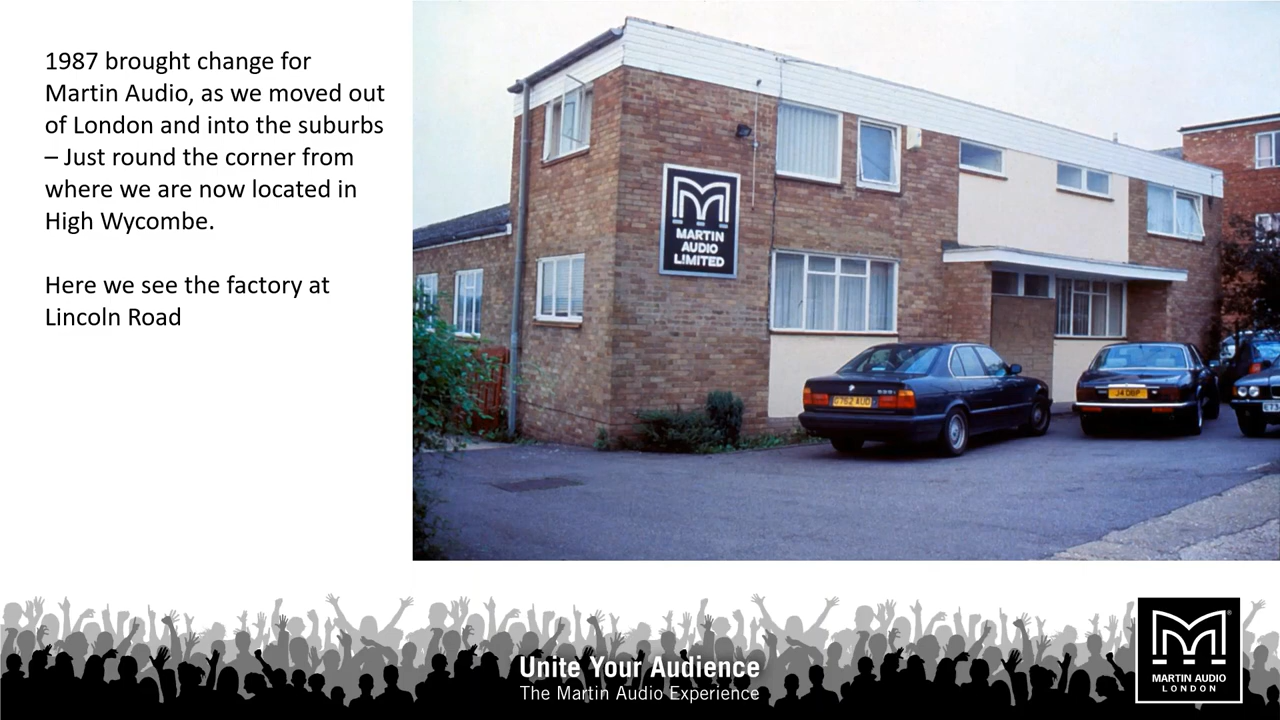 1987 brought change for
Martin Audio, as we moved out
of London and into the suburbs
– Just round the corner from
where we are now located in
High Wycombe.
Here we see the factory at
Lincoln Road
MARTIN
AUDIO
LIMITED
Unite Your Audience
The Martin Audio Experience
®
MARTIN AUDIO
LONDON